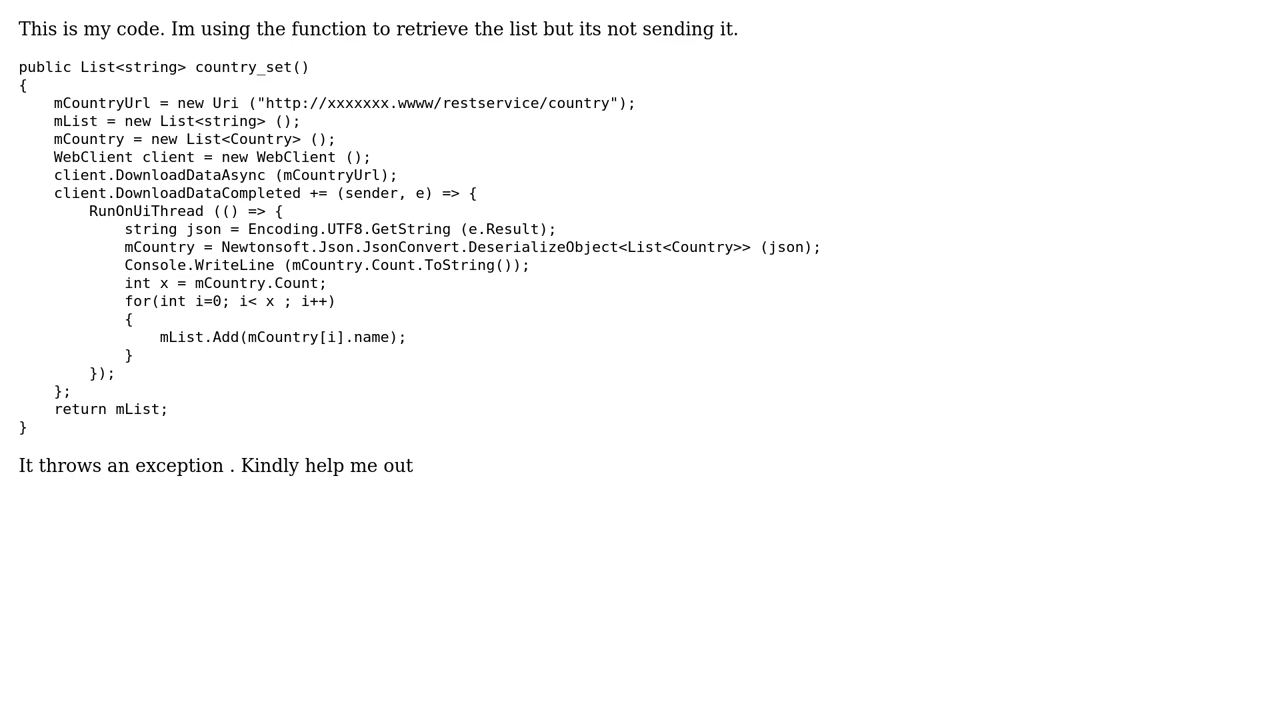 This is my code. Im using the function to retrieve the list but its not sending it.
public List<string> country_set()
{
    mCountryUrl = new Uri ("http://xxxxxxx.wwww/restservice/country");
    mList = new List<string> ();
    mCountry = new List<Country> ();
    WebClient client = new WebClient ();
    client.DownloadDataAsync (mCountryUrl);
    client.DownloadDataCompleted += (sender, e) => {
        RunOnUiThread (() => {
            string json = Encoding.UTF8.GetString (e.Result);
            mCountry = Newtonsoft.Json.JsonConvert.DeserializeObject<List<Country>> (json);
            Console.WriteLine (mCountry.Count.ToString());
            int x = mCountry.Count;
            for(int i=0; i< x ; i++)
            {
                mList.Add(mCountry[i].name);
            }
        });
    };
    return mList;
}
It throws an exception . Kindly help me out